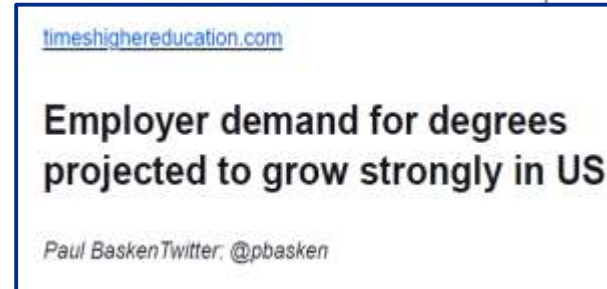 timeshighereducation.com
Employer demand for degrees
projected to grow strongly in US
Paul BaskenTwitter: @pbasken